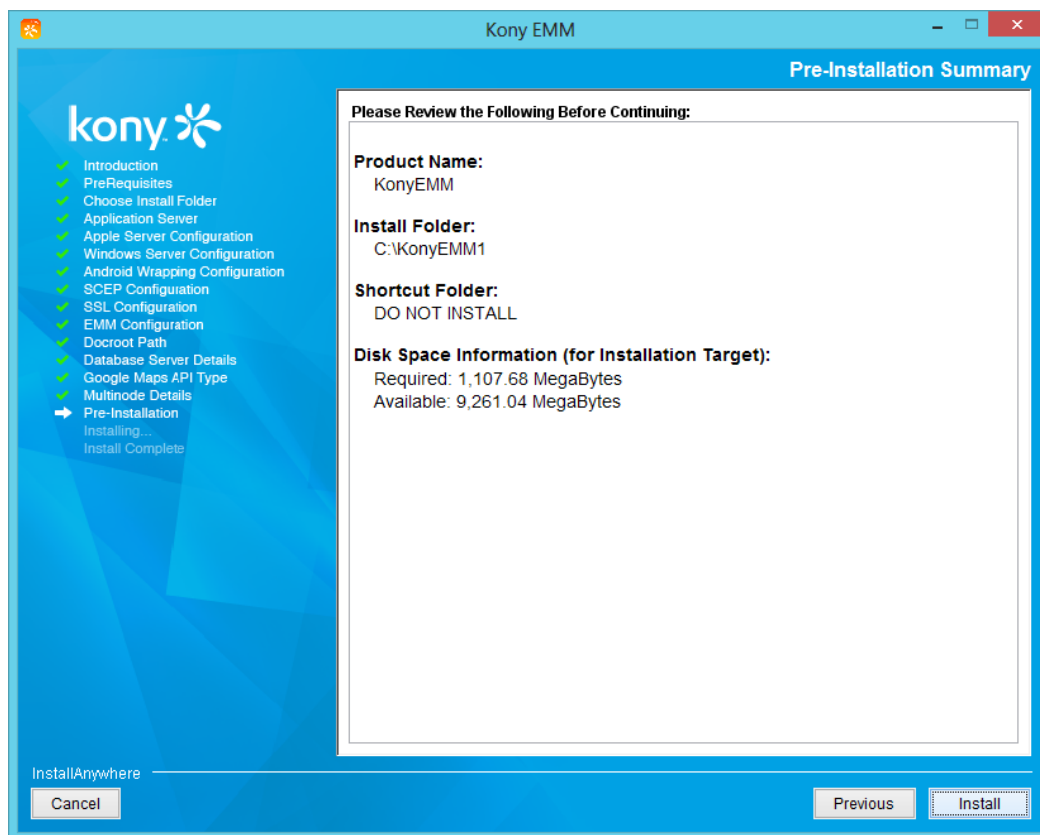 Kony EMM
Pre-Installation Summary
kony
Introduction
PreRequisites
Choose Install Folder
Application Server
Apple Server Configuration
Windows Server Configuration
Android Wrapping Configuration
SCEP Configuration
SSL Configuration
EMM Configuration
Docroot Path
Database Server Details
Google Maps API Type
Multinode Details
Pre-Installation
Installing...
Install Complete
Please Review the Following Before Continuing:
Product Name:
KonyEMM
Install Folder:
C:\KonyEMM1
Shortcut Folder:
DO NOT INSTALL
Disk Space Information (for Installation Target):
Required: 1,107.68 MegaBytes
Available: 9,261.04 MegaBytes
InstallAnywhere
Cancel
Previous
Install